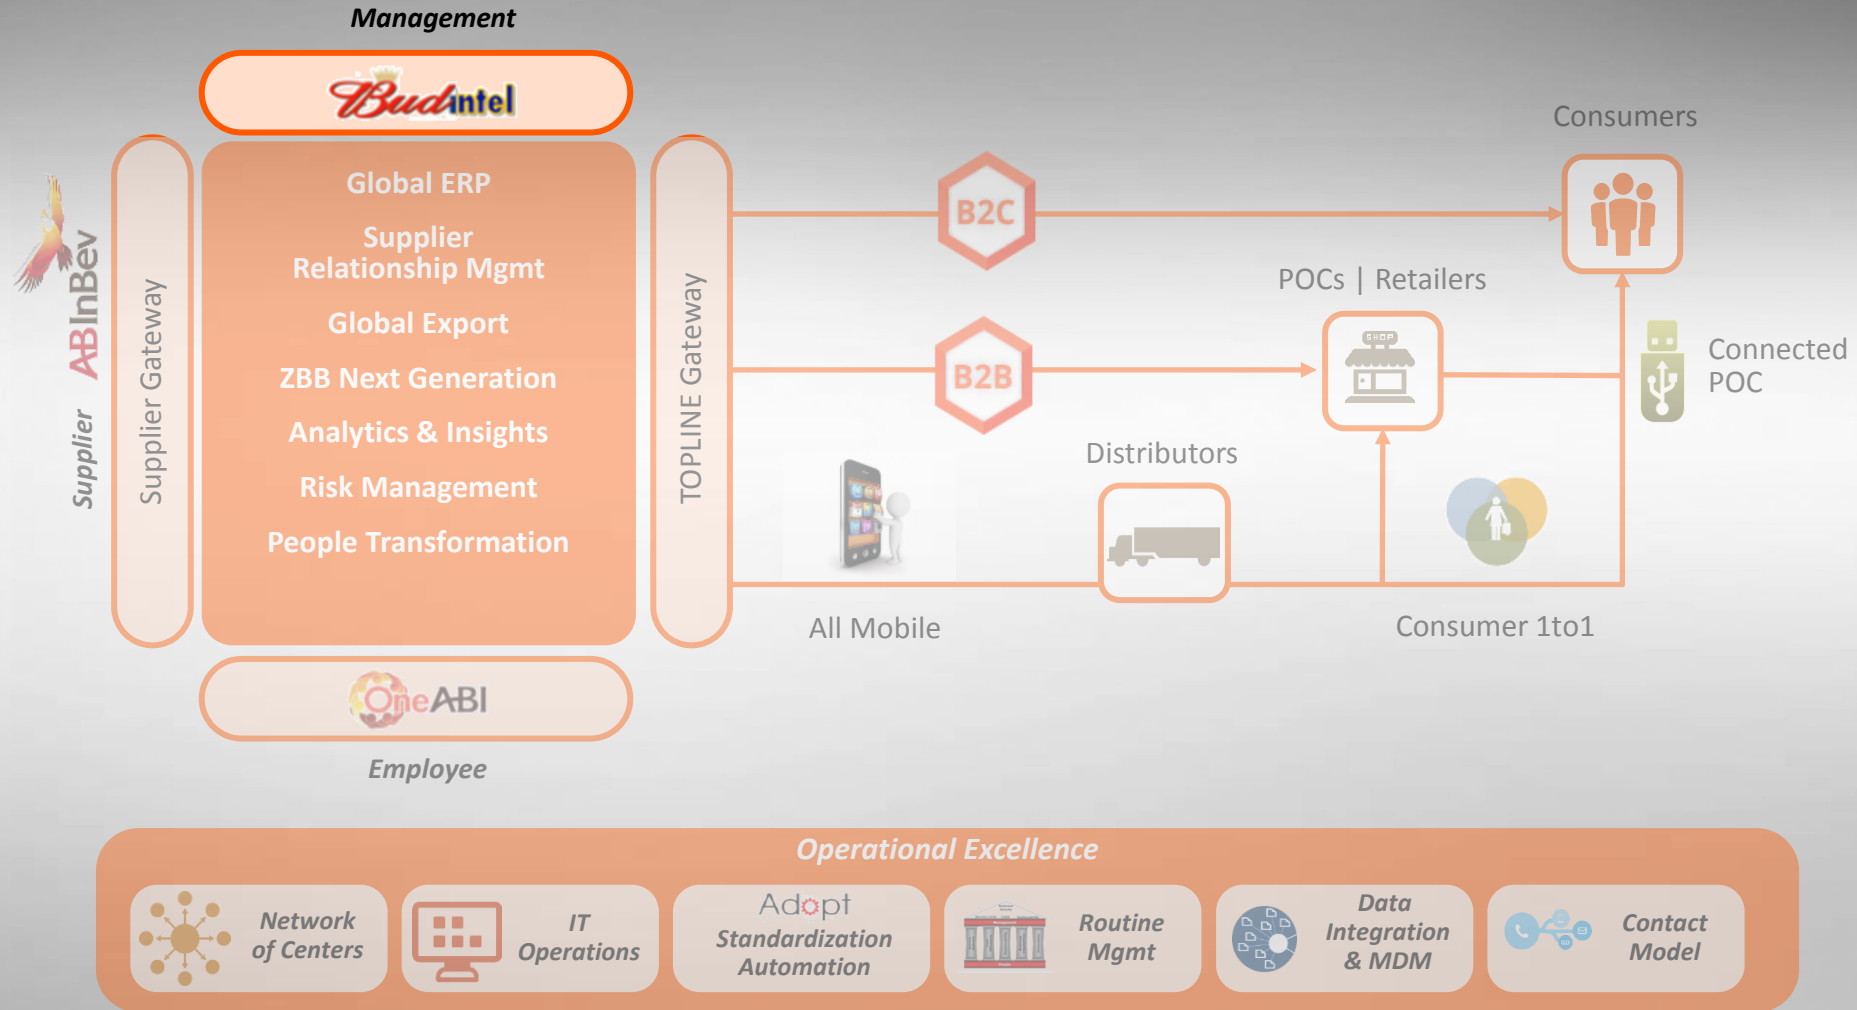 Management
Budintel
Consumers
Global ERP
Supplier
Relationship Mgmt
Global Export
ZBB Next Generation
Analytics & Insights
Risk Management
People Transformation
ABInBev
Supplier
Supplier Gateway
TOPLINE Gateway
B2C
POCs | Retailers
SHOP
B2B
Connected
POC
Distributors
All Mobile
Consumer 1to1
OneABI
Employee
Operational Excellence
Network
of Centers
IT
Operations
Adopt
Standardization
Automation
Routine
Mgmt
Data
Integration
& MDM
Contact
Model